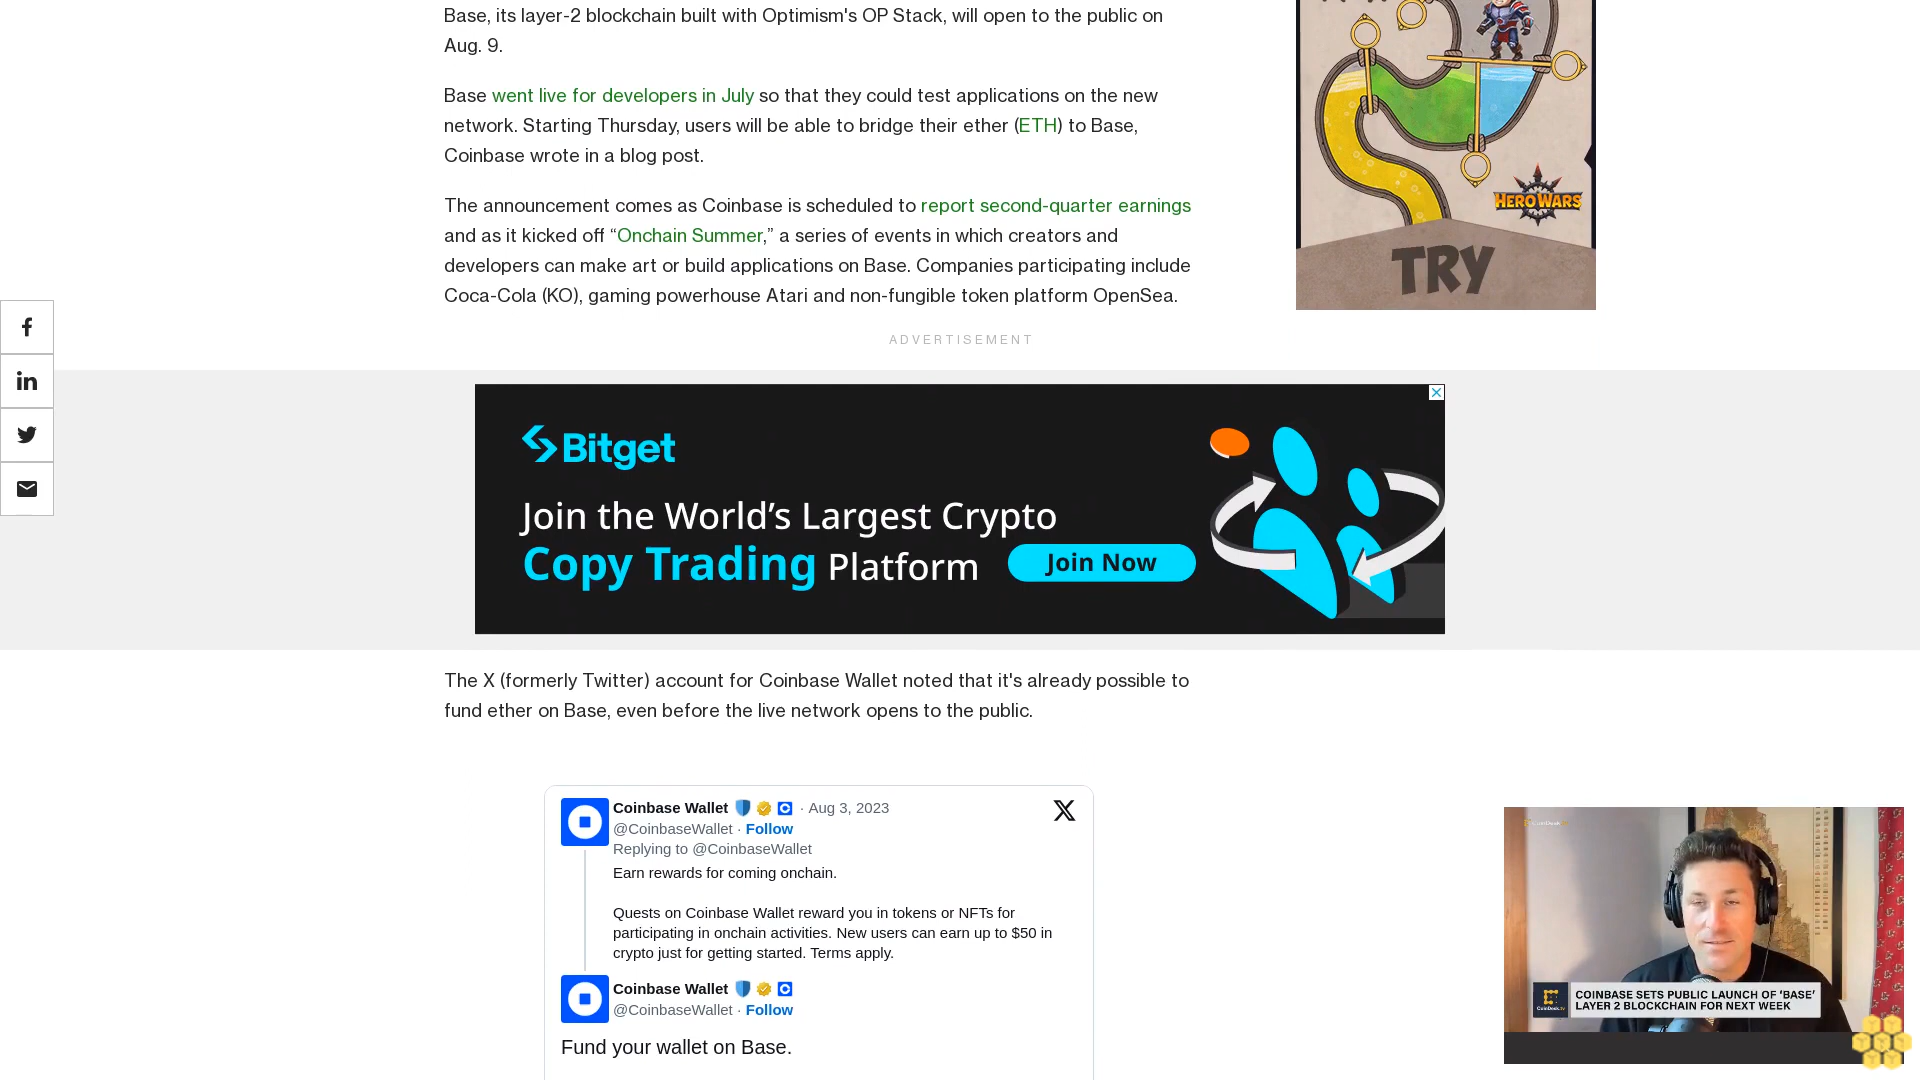 Base, its layer-2 blockchain built with Optimism's OP Stack, will open to the public on
Aug. 9.
Base went live for developers in July so that they could test applications on the new
network. Starting Thursday, users will be able to bridge their ether (ETH) to Base,
Coinbase wrote in a blog post.
The announcement comes as Coinbase is scheduled to report second-quarter earnings
and as it kicked off “Onchain Summer,” a series of events in which creators and
developers can make art or build applications on Base. Companies participating include
Coca-Cola (KO), gaming powerhouse Atari and non-fungible token platform OpenSea.
HERO WARS
TRY
ADVERTISEMENT
Bitget
Join the World’s Largest Crypto
Copy Trading Platform
Join Now
The X (formerly Twitter) account for Coinbase Wallet noted that it's already possible to
fund ether on Base, even before the live network opens to the public.
Coinbase Wallet · Aug 3, 2023
@CoinbaseWallet · Follow
Replying to @CoinbaseWallet
Earn rewards for coming onchain.
Quests on Coinbase Wallet reward you in tokens or NFTs for
participating in onchain activities. New users can earn up to $50 in
crypto just for getting started. Terms apply.
Coinbase Wallet
@CoinbaseWallet · Follow
Fund your wallet on Base.
COINBASE SETS PUBLIC LAUNCH OF ‘BASE’
LAYER 2 BLOCKCHAIN FOR NEXT WEEK